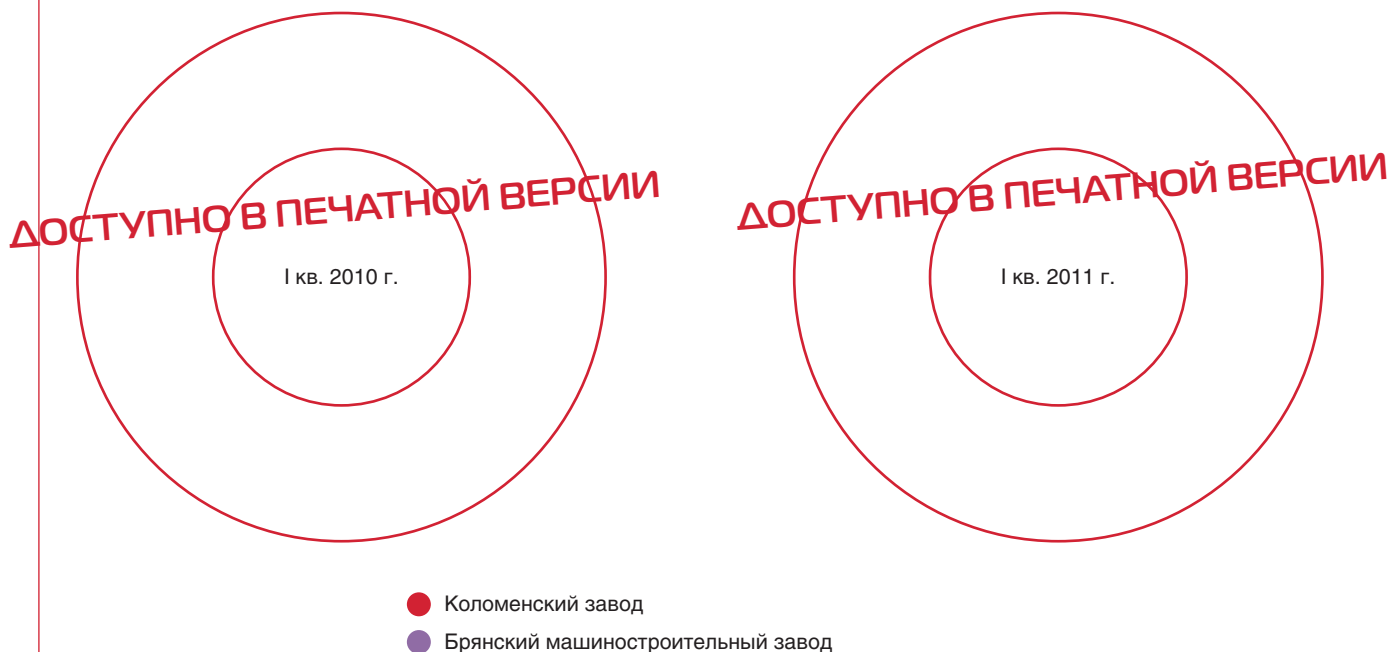 ДОСТУПНО В ПЕЧАТНОЙ ВЕРСИИ
I кв. 2010 г.
ДОСТУПНО В ПЕЧАТНОЙ ВЕРСИИ
I кв. 2011 г.
Коломенский завод
Брянский машиностроительный завод